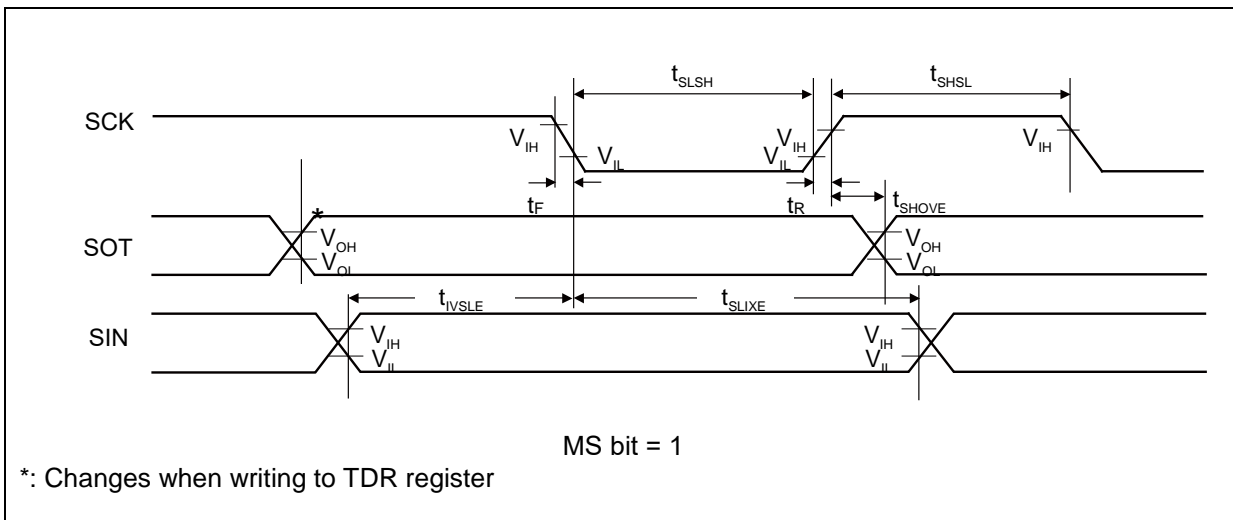 tSLSH tSHSL
SCK
VIH VIL VIL VIH VIH
tF tR tSHOVE
*
SOT
VOH VOH
VOL VOL
tIVSLE tSLIXE
SIN
VIH VIH
VIL VIL
MS bit = 1
*: Changes when writing to TDR register